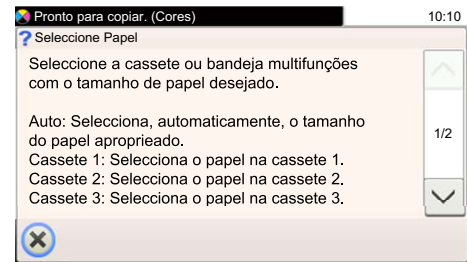 Pronto para copiar. (Cores)
10:10
Seleccione Papel
Seleccione a cassete ou bandeja multifunções
com o tamanho de papel desejado.
Auto: Selecciona, automaticamente, o tamanho
do papel aproprieado.
Cassete 1: Selecciona o papel na cassete 1.
Cassete 2: Selecciona o papel na cassete 2.
Cassete 3: Selecciona o papel na cassete 3.
1/2